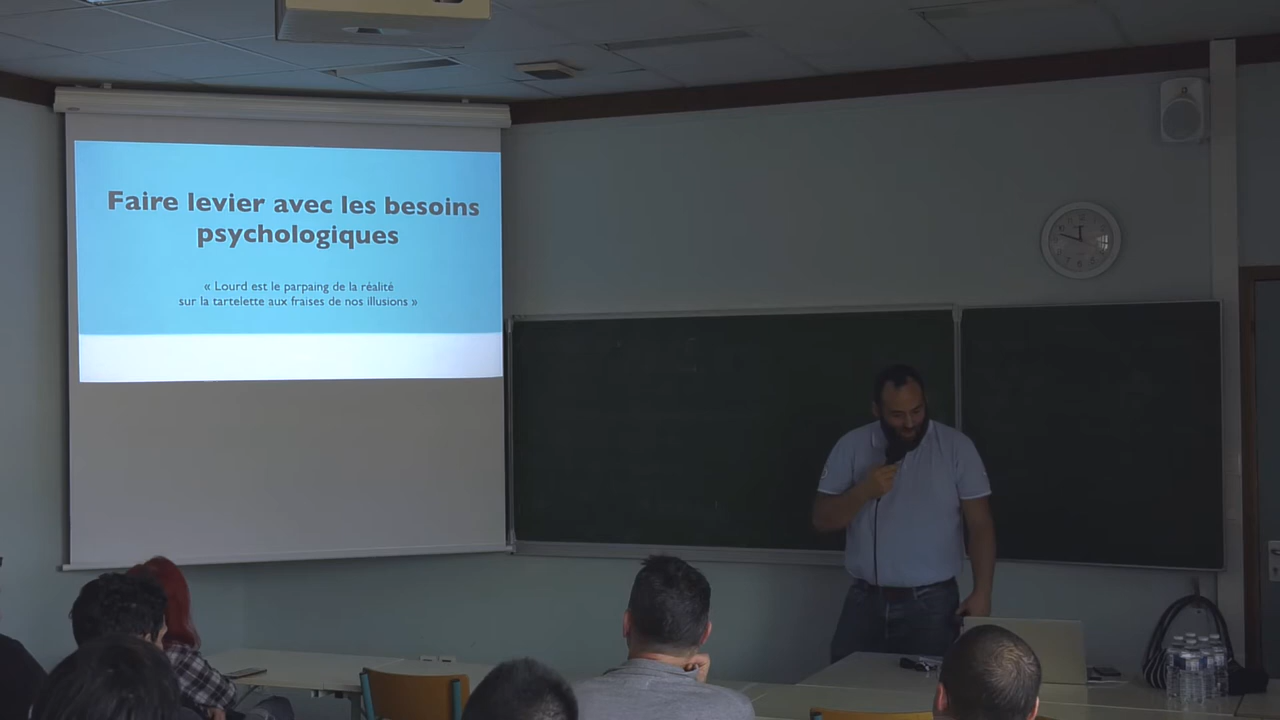 Faire levier avec les besoins
psychologiques
« Lourd est le parpaing de la réalité
sur la tartelette aux fraises de nos illusions »